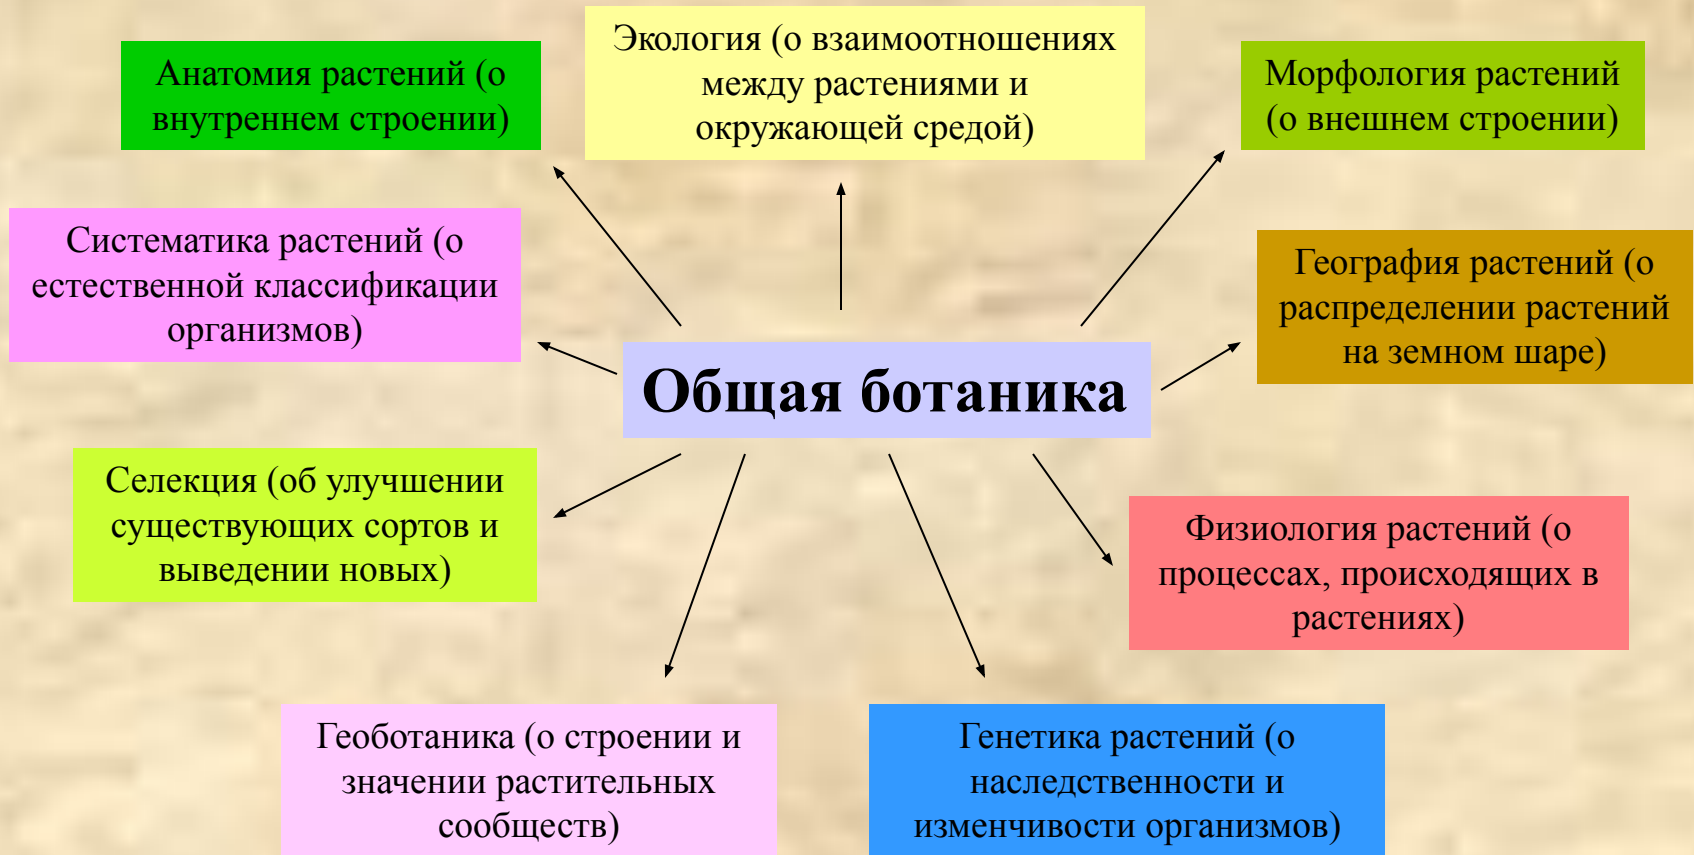 Анатомия растений (о
внутреннем строении)
Экология (о взаимоотношениях
между растениями и
окружающей средой)
Морфология растений
(о внешнем строении)
Систематика растений (о
естественной классификации
организмов)
География растений (о
распределении растений
на земном шаре)
Общая ботаника
Селекция (об улучшении
существующих сортов и
выведении новых)
Физиология растений (о
процессах, происходящих в
растениях)
Геоботаника (о строении и
значении растительных
сообществ)
Генетика растений (о
наследственности и
изменчивости организмов)